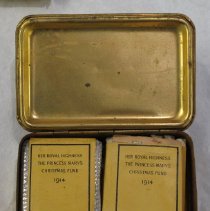 HER ROYAL HIGHNESS
THE PRINCESS MARY'S
CHRISTMAS FUND
1914
HER ROYAL HIGHNESS
THE PRINCESS MARY'S
CHRISTMAS FUND
1914